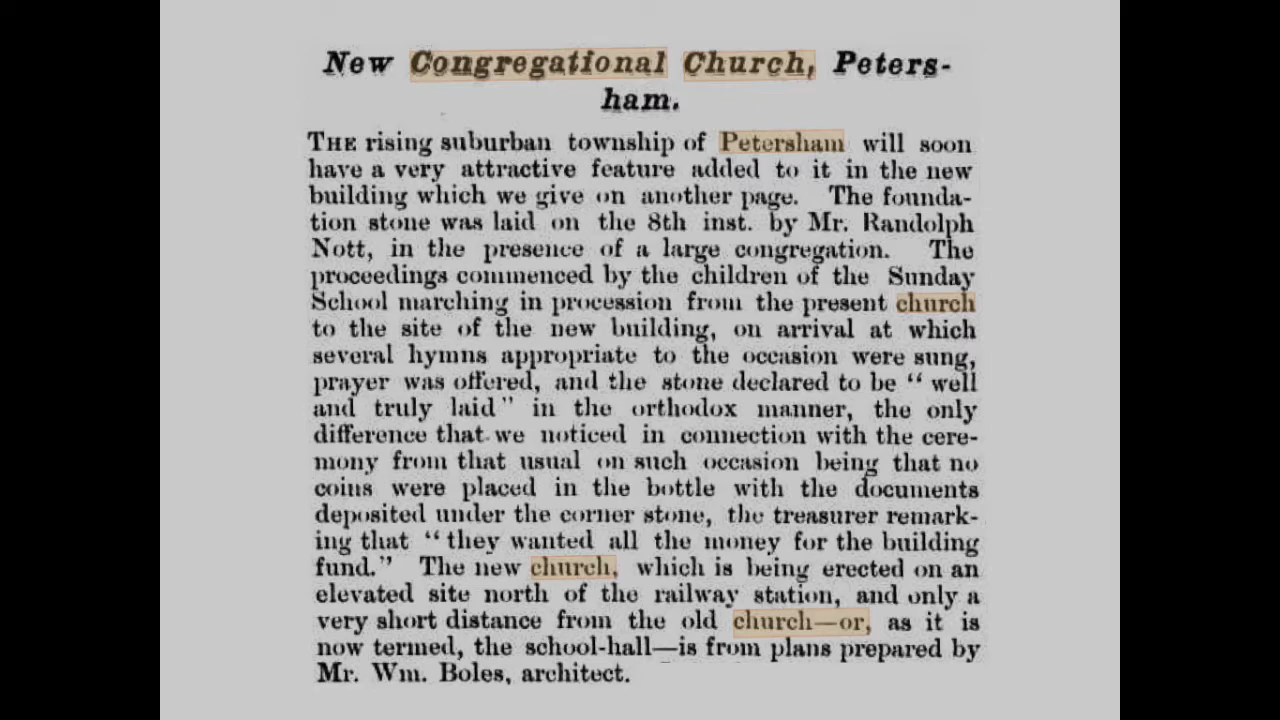 New Congregational Church, Peters-
ham.
THE rising suburban township of Petersham will soon
have a very attractive feature added to it in the new
building which we give on another page. The founda-
tion stone was laid on the 8th inst. by Mr. Randolph
Nott, in the presence of a large congregation. The
proceedings commenced by the children of the Sunday
School marching in procession from the present church
to the site of the new building, on arrival at which
several hymns appropriate to the occasion were sung,
prayer was offered, and the stone declared to be “ well
and truly laid” in the orthodox manner, the only
difference that we noticed in connection with the cere-
mony from that usual on such occasion being that no
coins were placed in the bottle with the documents
deposited under the corner stone, the treasurer remark-
ing that “ they wanted all the money for the building
fund.” The new church, which is being erected on an
elevated site north of the railway station, and only a
very short distance from the old church—or, as it is
now termed, the school-hall—is from plans prepared by
Mr. Wm. Boles, architect.